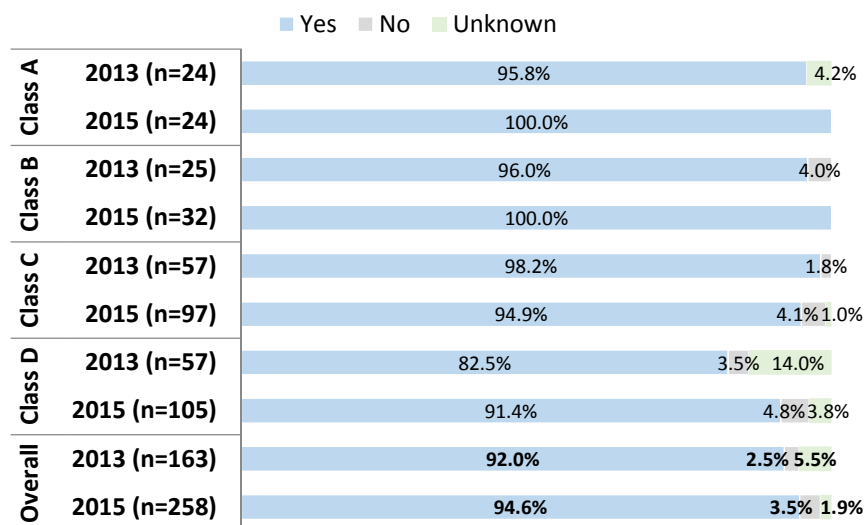 Yes No Unknown
Class A
2013 (n=24) 95.8% 4.2%
2015 (n=24) 100.0%
Class B
2013 (n=25) 96.0% 4.0%
2015 (n=32) 100.0%
Class C
2013 (n=57) 98.2% 1.8%
2015 (n=97) 94.9% 4.1% 1.0%
Class D
2013 (n=57) 82.5% 3.5% 14.0%
2015 (n=105) 91.4% 4.8% 3.8%
Overall
2013 (n=163) 92.0% 2.5% 5.5%
2015 (n=258) 94.6% 3.5% 1.9%